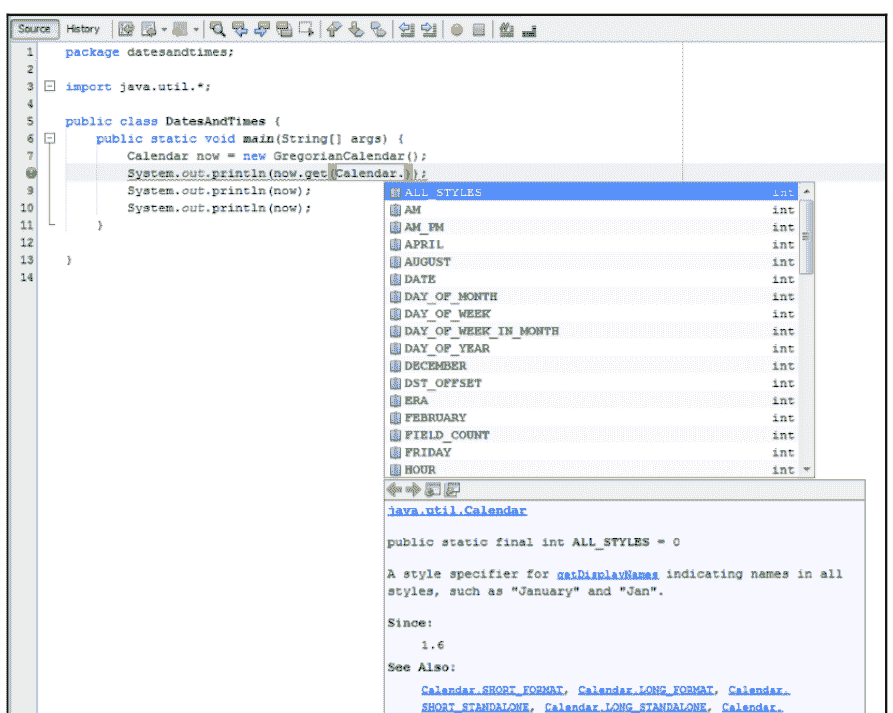 Source History
1 package datesandtimes;
2
3 import java.util.*;
4
5 public class DatesAndTimes {
6 public static void main(String[] args) {
7 Calendar now = new GregorianCalendar();
System.out.println(now.get(Calendar.));
9 System.out.println(now);
10 System.out.println(now);
11 }
12
13 }
14
ALL_STYLES int
AM int
AM_PM int
APRIL int
AUGUST int
DATE int
DAY_OF_MONTH int
DAY_OF_WEEK int
DAY_OF_WEEK_IN_MONTH int
DAY_OF_YEAR int
DECEMBER int
DST_OFFSET int
ERA int
FEBRUARY int
FIELD_COUNT int
FRIDAY int
HOUR int
java.util.Calendar
public static final int ALL_STYLES = 0
A style specifier for getDisplayNames indicating names in all
styles, such as "January" and "Jan".
Since:
1.6
See Also:
Calendar.SHORT_FORMAT, Calendar.LONG_FORMAT, Calendar.
SHORT_STANDALONE, Calendar.LONG_STANDALONE, Calendar.